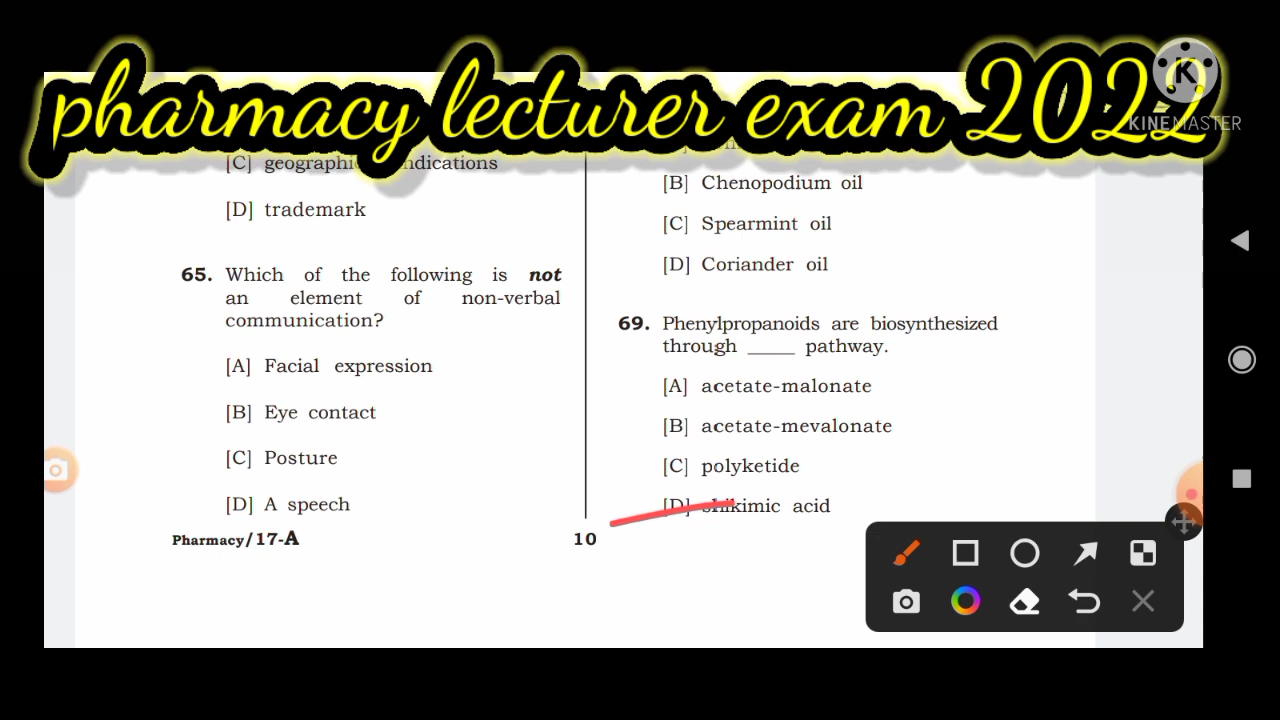 pharmacy lecturer exam 2022
KINEMASTER
[C] geographic indications
[D] trademark
65. Which of the following is not
an element of non-verbal
communication?
[A] Facial expression
[B] Eye contact
[C] Posture
[D] A speech
Pharmacy/17-A
10
[B] Chenopodium oil
[C] Spearmint oil
[D] Coriander oil
69. Phenylpropanoids are biosynthesized
through _____ pathway.
[A] acetate-malonate
[B] acetate-mevalonate
[C] polyketide
[D] shikimic acid